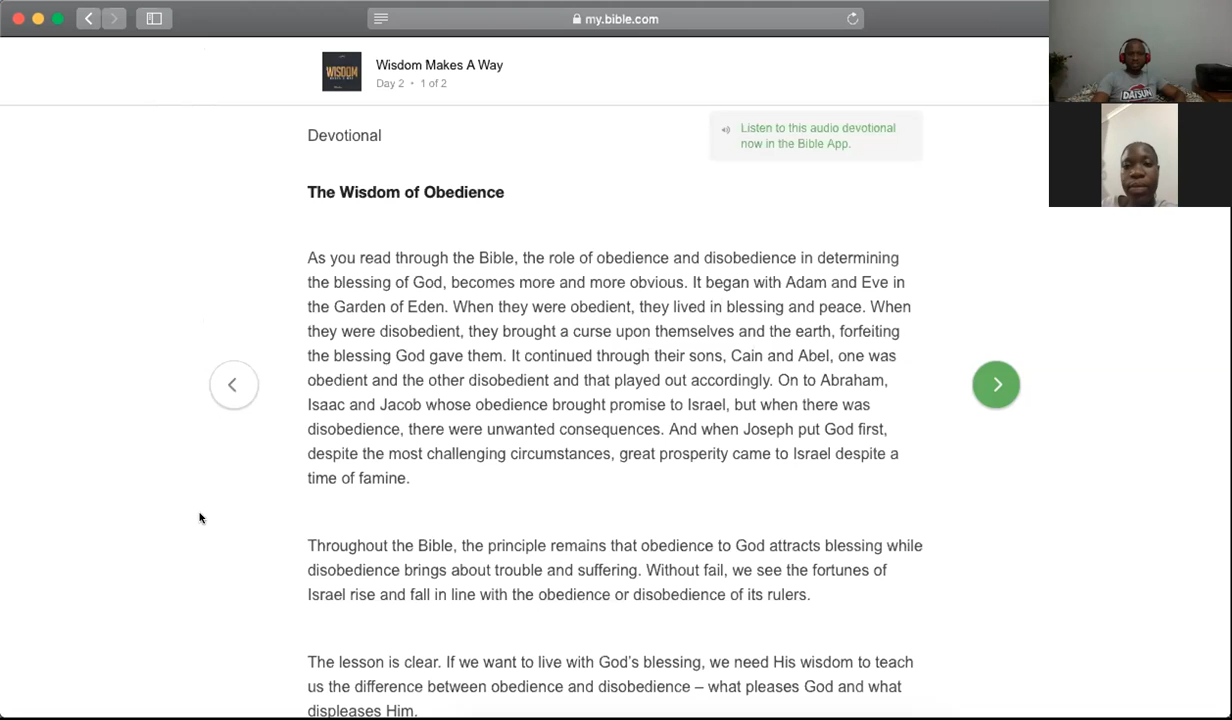 my.bible.com
WISDOM
Wisdom Makes A Way
Day 2 • 1 of 2
DATSUN
Devotional
Listen to this audio devotional
now in the Bible App.
The Wisdom of Obedience
As you read through the Bible, the role of obedience and disobedience in determining
the blessing of God, becomes more and more obvious. It began with Adam and Eve in
the Garden of Eden. When they were obedient, they lived in blessing and peace. When
they were disobedient, they brought a curse upon themselves and the earth, forfeiting
the blessing God gave them. It continued through their sons, Cain and Abel, one was
obedient and the other disobedient and that played out accordingly. On to Abraham,
Isaac and Jacob whose obedience brought promise to Israel, but when there was
disobedience, there were unwanted consequences. And when Joseph put God first,
despite the most challenging circumstances, great prosperity came to Israel despite a
time of famine.
Throughout the Bible, the principle remains that obedience to God attracts blessing while
disobedience brings about trouble and suffering. Without fail, we see the fortunes of
Israel rise and fall in line with the obedience or disobedience of its rulers.
The lesson is clear. If we want to live with God’s blessing, we need His wisdom to teach
us the difference between obedience and disobedience – what pleases God and what
displeases Him.